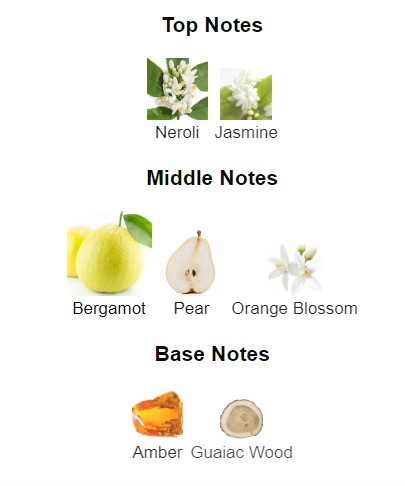 Top Notes
Neroli Jasmine
Middle Notes
Bergamot Pear Orange Blossom
Base Notes
Amber Guaiac Wood